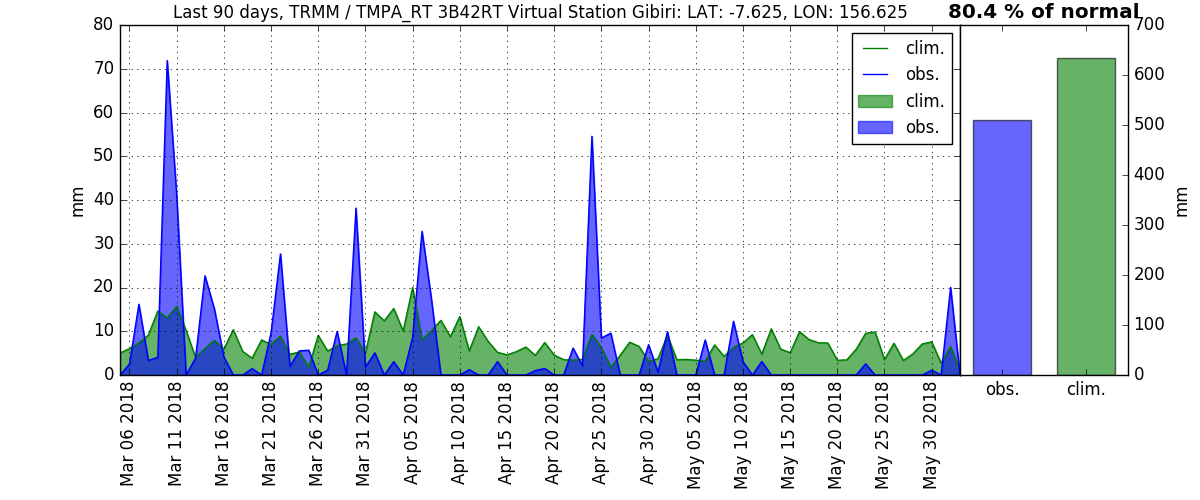 Last 90 days, TRMM / TMPA_RT 3B42RT Virtual Station Gibiri: LAT: -7.625, LON: 156.625
80.4 % of normal
80
70
60
50
40
30
20
10
0
mm
clim.
obs.
clim.
obs.
700
600
500
400
300
200
100
0
mm
Mar 06 2018
Mar 11 2018
Mar 16 2018
Mar 21 2018
Mar 26 2018
Mar 31 2018
Apr 05 2018
Apr 10 2018
Apr 15 2018
Apr 20 2018
Apr 25 2018
Apr 30 2018
May 05 2018
May 10 2018
May 15 2018
May 20 2018
May 25 2018
May 30 2018
obs.
clim.